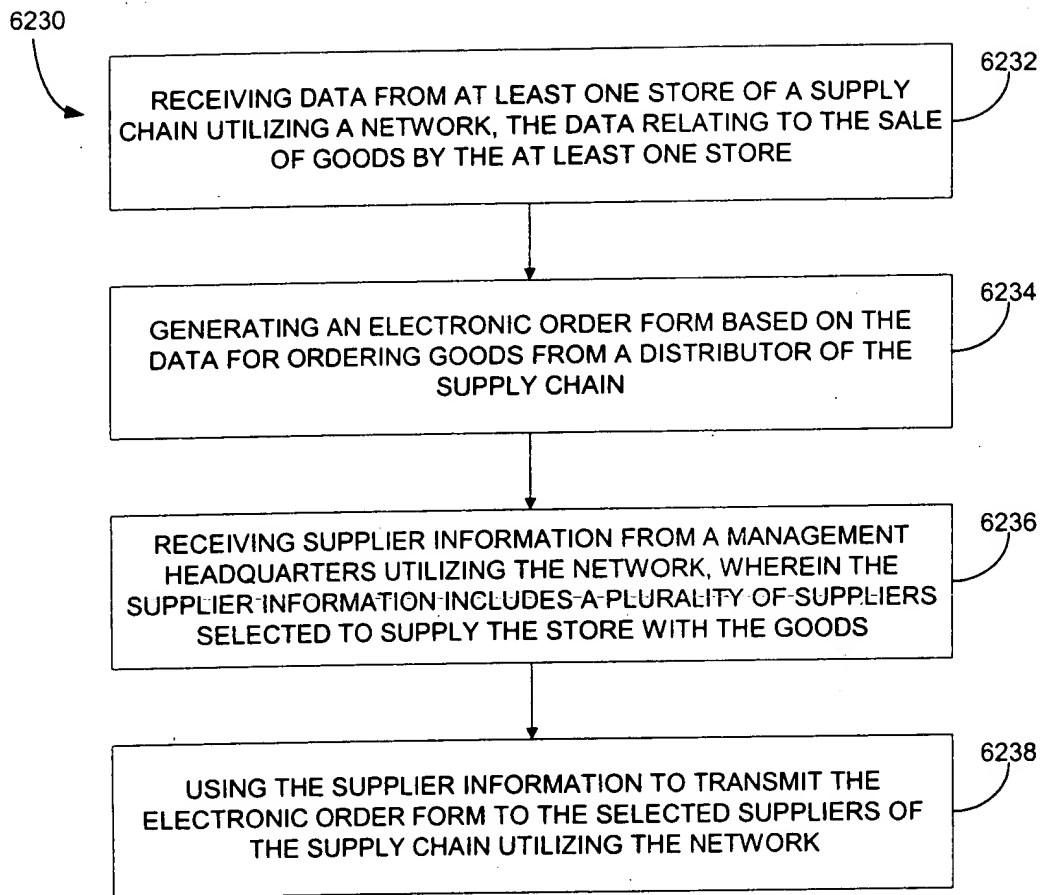 6230
6232
RECEIVING DATA FROM AT LEAST ONE STORE OF A SUPPLY
CHAIN UTILIZING A NETWORK, THE DATA RELATING TO THE SALE
OF GOODS BY THE AT LEAST ONE STORE
6234
GENERATING AN ELECTRONIC ORDER FORM BASED ON THE
DATA FOR ORDERING GOODS FROM A DISTRIBUTOR OF THE
SUPPLY CHAIN
6236
RECEIVING SUPPLIER INFORMATION FROM A MANAGEMENT
HEADQUARTERS UTILIZING THE NETWORK, WHEREIN THE
SUPPLIER INFORMATION INCLUDES A PLURALITY OF SUPPLIERS
SELECTED TO SUPPLY THE STORE WITH THE GOODS
6238
USING THE SUPPLIER INFORMATION TO TRANSMIT THE
ELECTRONIC ORDER FORM TO THE SELECTED SUPPLIERS OF
THE SUPPLY CHAIN UTILIZING THE NETWORK